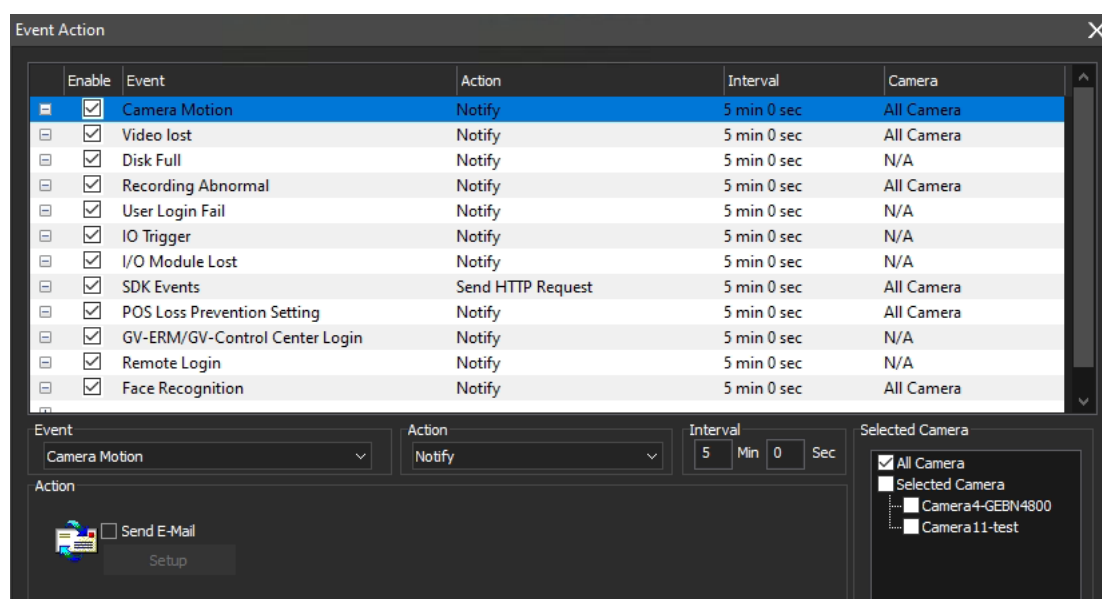 Event Action
Enable Event Action Interval Camera
Camera Motion Notify 5 min 0 sec All Camera
Video lost Notify 5 min 0 sec All Camera
Disk Full Notify 5 min 0 sec N/A
Recording Abnormal Notify 5 min 0 sec All Camera
User Login Fail Notify 5 min 0 sec N/A
IO Trigger Notify 5 min 0 sec N/A
I/O Module Lost Notify 5 min 0 sec N/A
SDK Events Send HTTP Request 5 min 0 sec All Camera
POS Loss Prevention Setting Notify 5 min 0 sec All Camera
GV-ERM/GV-Control Center Login Notify 5 min 0 sec N/A
Remote Login Notify 5 min 0 sec N/A
Face Recognition Notify 5 min 0 sec All Camera
Event Action Interval Selected Camera
Camera Motion Notify 5 Min 0 Sec
All Camera
Selected Camera
Camera4-GEBN4800
Camera11-test
Action
Send E-Mail
Setup